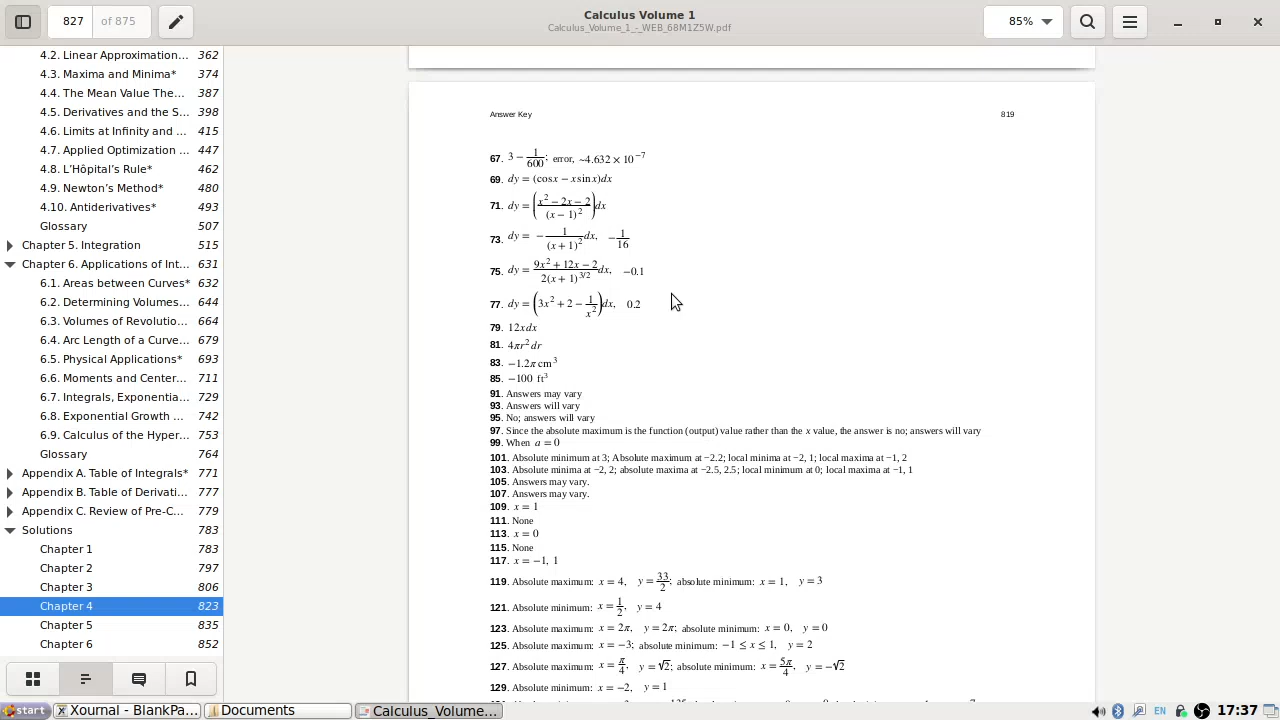 827 of 875
Calculus Volume 1
Calculus_Volume_1_-_WEB_68M1Z5W.pdf
85%
4.2. Linear Approximation... 362
4.3. Maxima and Minima* 374
4.4. The Mean Value The... 387
4.5. Derivatives and the S... 398
4.6. Limits at Infinity and ... 415
4.7. Applied Optimization ... 447
4.8. L'Hôpital's Rule* 462
4.9. Newton's Method* 480
4.10. Antiderivatives* 493
Glossary 507
Chapter 5. Integration 515
Chapter 6. Applications of Int... 631
6.1. Areas between Curves* 632
6.2. Determining Volumes... 644
6.3. Volumes of Revolutio... 664
6.4. Arc Length of a Curve... 679
6.5. Physical Applications* 693
6.6. Moments and Center... 711
6.7. Integrals, Exponentia... 729
6.8. Exponential Growth ... 742
6.9. Calculus of the Hyper... 753
Glossary 764
Appendix A. Table of Integrals* 771
Appendix B. Table of Derivati... 777
Appendix C. Review of Pre-C... 779
Solutions 783
Chapter 1 783
Chapter 2 797
Chapter 3 806
Chapter 4 823
Chapter 5 835
Chapter 6 852
Answer Key 819
67. 3 − 1/600; error, ~4.632 × 10⁻⁷
69. dy = (cosx − xsinx)dx
71. dy = ((x² − 2x − 2)/(x − 1)²)dx
73. dy = −1/(x + 1)² dx, −1/16
75. dy = (9x² + 12x − 2)/(2(x + 1)^(3/2)) dx, −0.1
77. dy = (3x² + 2 − 1/x²)dx, 0.2
79. 12xdx
81. 4πr²dr
83. −1.2π cm³
85. −100 ft³
91. Answers may vary
93. Answers will vary
95. No; answers will vary
97. Since the absolute maximum is the function (output) value rather than the x value, the answer is no; answers will vary
99. When a = 0
101. Absolute minimum at 3; Absolute maximum at −2.2; local minima at −2, 1; local maxima at −1, 2
103. Absolute minima at −2, 2; absolute maxima at −2.5, 2.5; local minimum at 0; local maxima at −1, 1
105. Answers may vary.
107. Answers may vary.
109. x = 1
111. None
113. x = 0
115. None
117. x = −1, 1
119. Absolute maximum: x = 4, y = 33/2; absolute minimum: x = 1, y = 3
121. Absolute minimum: x = 1/2, y = 4
123. Absolute maximum: x = 2π, y = 2π; absolute minimum: x = 0, y = 0
125. Absolute maximum: x = −3; absolute minimum: −1 ≤ x ≤ 1, y = 2
127. Absolute maximum: x = π/4, y = √2; absolute minimum: x = 5π/4, y = −√2
129. Absolute minimum: x = −2, y = 1
start Xournal - BlankPa... Documents Calculus_Volume... EN 17:37